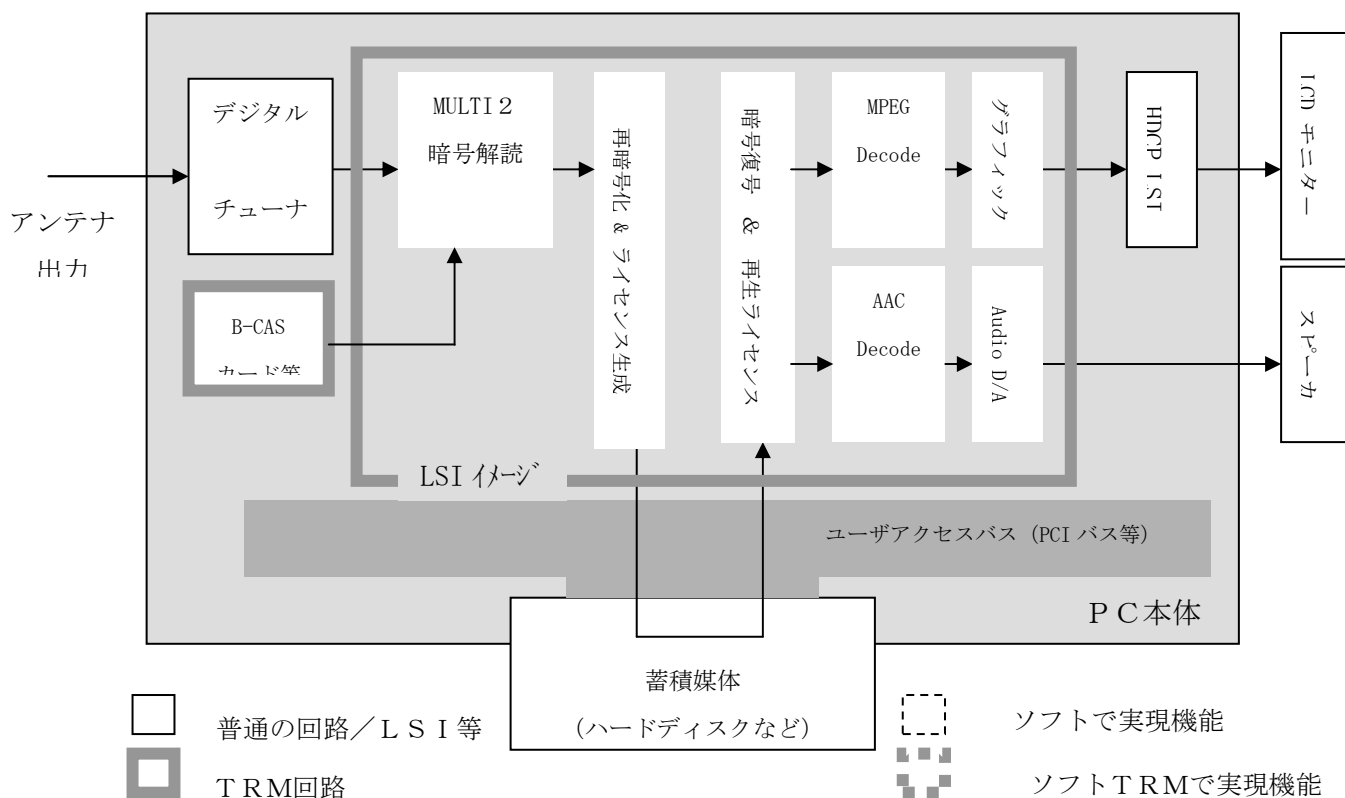 デジタル
チューナ
アンテナ
出力
B-CAS
カード等
MULTI２
暗号解読
再暗号化 & ライセンス生成
暗号復号 & 再生ライセンス
MPEG
Decode
AAC
Decode
グラフィック
Audio D/A
HDCP LSI
LCD モニター
スピーカ
LSI ｲﾒｰｼﾞ
ユーザアクセスバス（PCI バス等）
ＰＣ本体
蓄積媒体
（ハードディスクなど）
普通の回路／ＬＳＩ等
ＴＲＭ回路
ソフトで実現機能
ソフトＴＲＭで実現機能